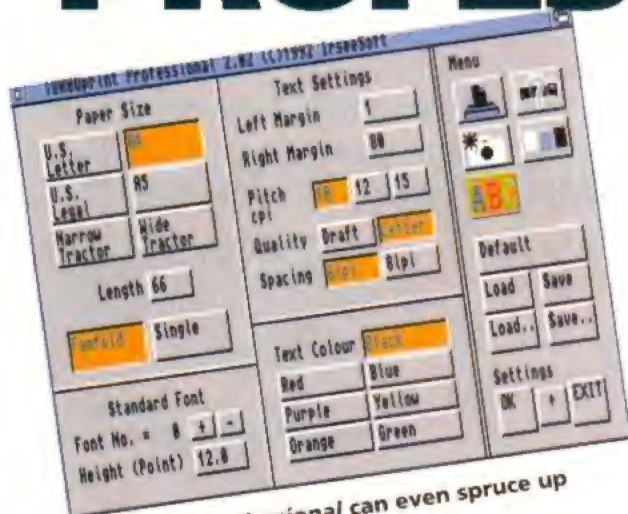 TurboPrint Professional 2.02 (C)1992 IrseeSoft
Paper Size
U.S. Letter
A4
U.S. Legal
A5
Narrow Tractor
Wide Tractor
Length 66
Fanfold Single
Standard Font
Font No. = 0 + -
Height (Point) 12.0
Text Settings
Left Margin 1
Right Margin 80
Pitch cpi 10 12 15
Quality Draft Letter
Spacing 6lpi 8lpi
Text Colour Black
Red Blue
Purple Yellow
Orange Green
Menu
ABC
Default
Load Save
Load.. Save..
Settings
OK + EXIT
can even spruce up